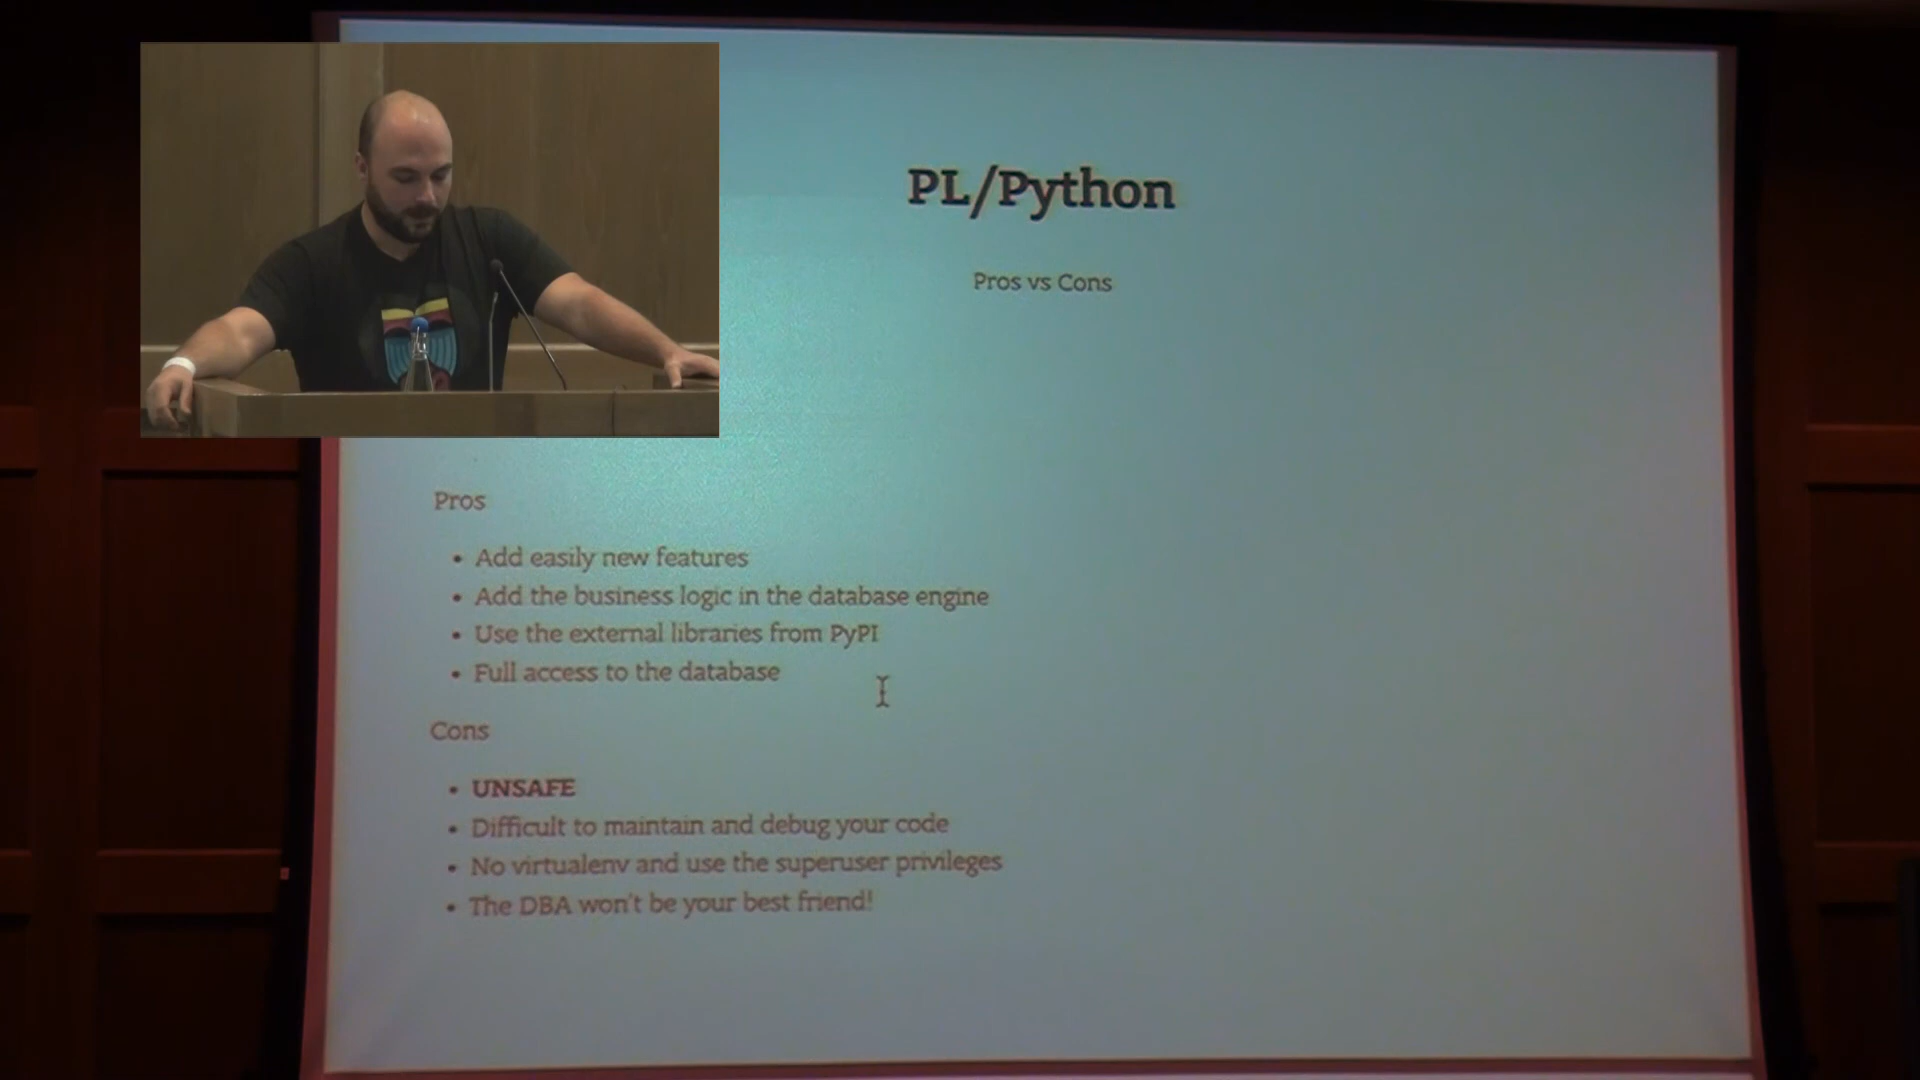 PL/Python
Pros vs Cons
Pros
• Add easily new features
• Add the business logic in the database engine
• Use the external libraries from PyPI
• Full access to the database
Cons
• UNSAFE
• Difficult to maintain and debug your code
• No virtualenv and use the superuser privileges
• The DBA won't be your best friend!